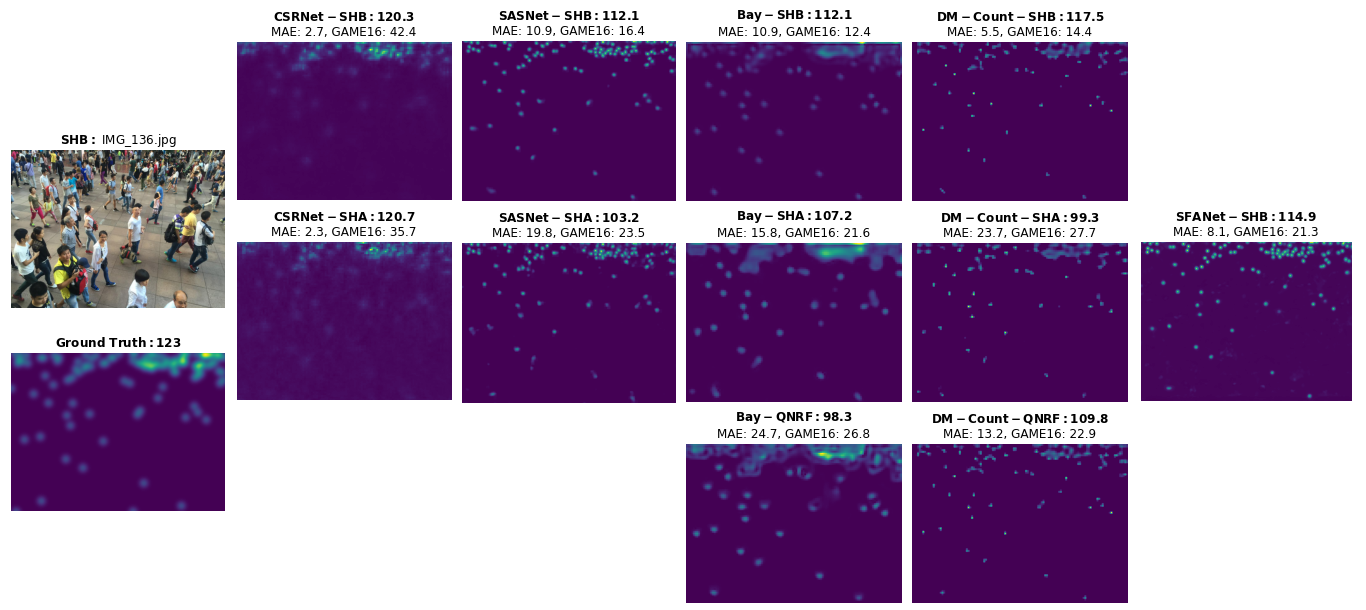 CSRNet−SHB: 120.3
MAE: 2.7, GAME16: 42.4
SASNet−SHB: 112.1
MAE: 10.9, GAME16: 16.4
Bay−SHB: 112.1
MAE: 10.9, GAME16: 12.4
DM−Count−SHB: 117.5
MAE: 5.5, GAME16: 14.4
SHB: IMG_136.jpg
CSRNet−SHA: 120.7
MAE: 2.3, GAME16: 35.7
SASNet−SHA: 103.2
MAE: 19.8, GAME16: 23.5
Bay−SHA: 107.2
MAE: 15.8, GAME16: 21.6
DM−Count−SHA: 99.3
MAE: 23.7, GAME16: 27.7
SFANet−SHB: 114.9
MAE: 8.1, GAME16: 21.3
Ground Truth: 123
Bay−QNRF: 98.3
MAE: 24.7, GAME16: 26.8
DM−Count−QNRF: 109.8
MAE: 13.2, GAME16: 22.9